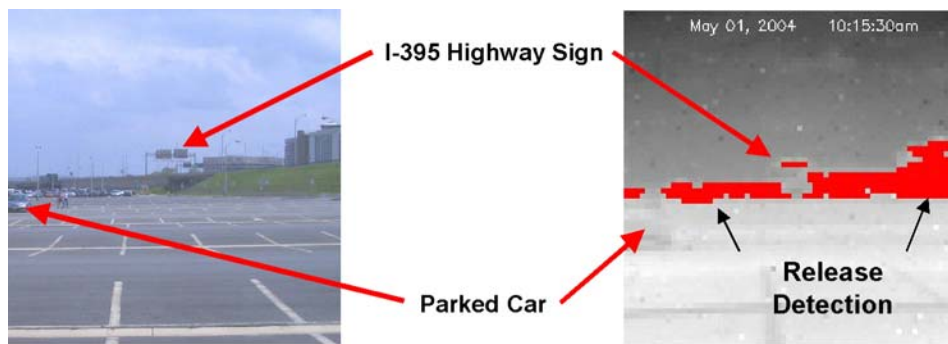 May 01, 2004 10:15:30am
I-395 Highway Sign
Parked Car
Release
Detection